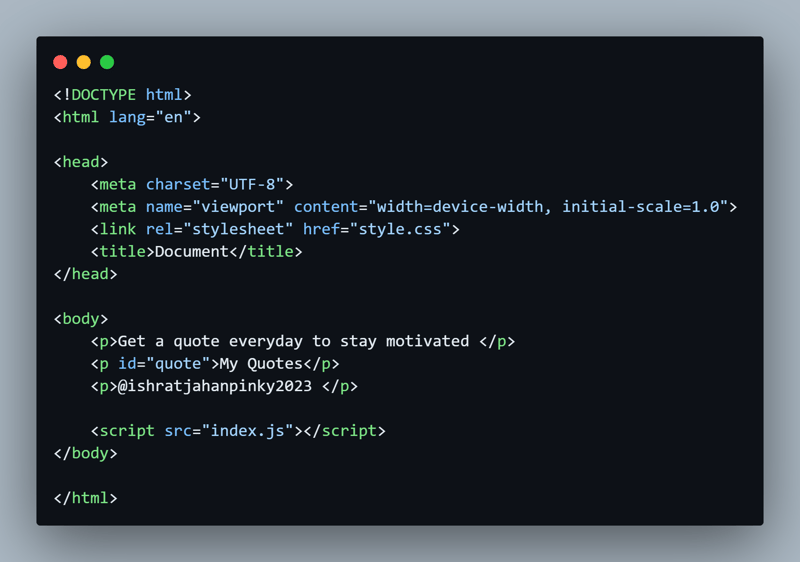 <!DOCTYPE html>
<html lang="en">
<head>
<meta charset="UTF-8">
<meta name="viewport" content="width=device-width, initial-scale=1.0">
<link rel="stylesheet" href="style.css">
<title>Document</title>
</head>
<body>
<p>Get a quote everyday to stay motivated </p>
<p id="quote">My Quotes</p>
<p>@ishratjahanpinky2023 </p>
<script src="index.js"></script>
</body>
</html>